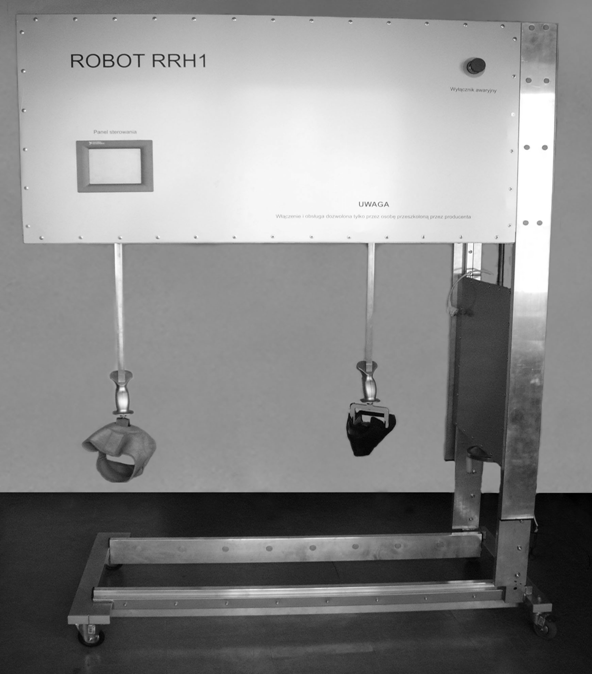 ROBOT RRH1
Wyłącznik awaryjny
Panel sterowania
UWAGA
Włączenie i obsługa dozwolona tylko przez osobę przeszkoloną przez producenta